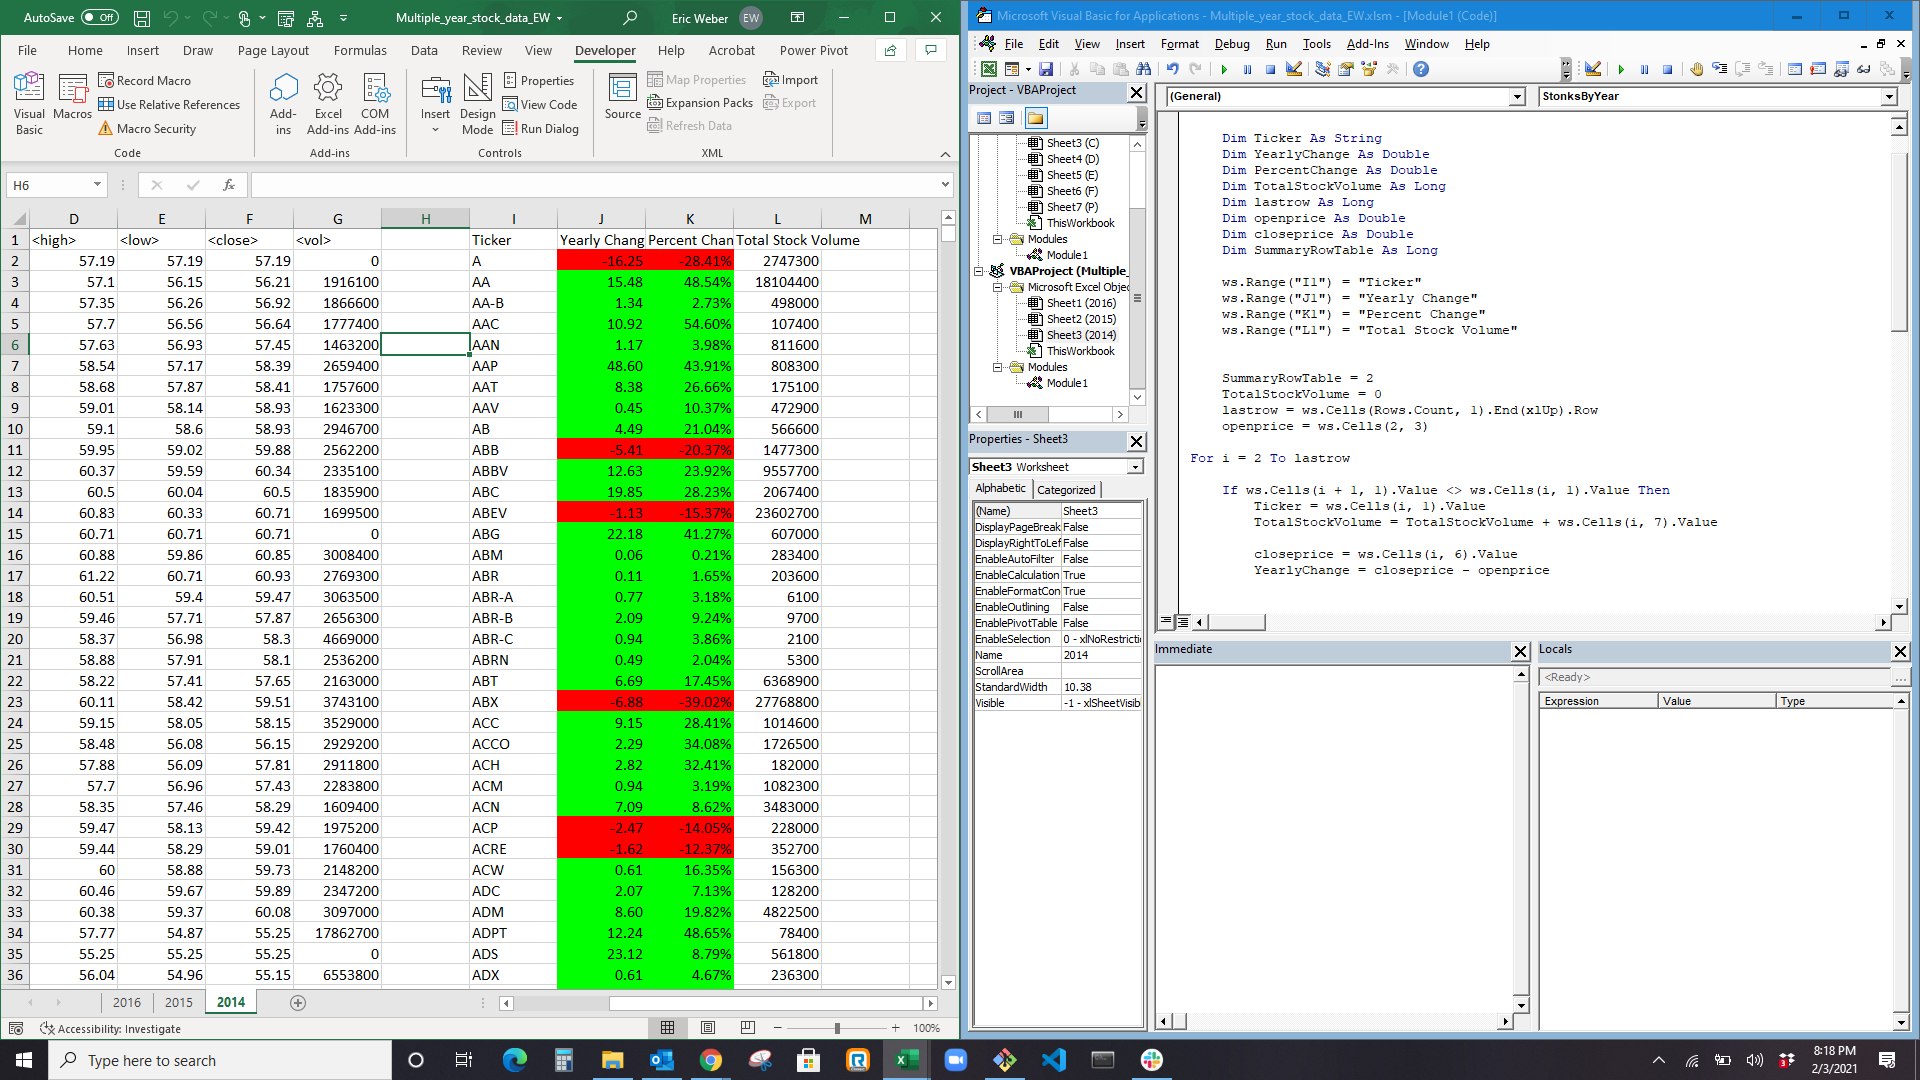 AutoSave Off Multiple_year_stock_data_EW Eric Weber EW
File Home Insert Draw Page Layout Formulas Data Review View Developer Help Acrobat Power Pivot
Visual Basic Macros Record Macro Use Relative References Macro Security Code
Add-ins Excel Add-ins COM Add-ins Add-ins
Insert Design Mode Properties View Code Run Dialog Controls
Source Map Properties Expansion Packs Refresh Data Import Export XML
H6 fx
D E F G H I J K L M
1 <high> <low> <close> <vol> Ticker Yearly Chang Percent Chan Total Stock Volume
2 57.19 57.19 57.19 0 A -16.25 -28.41% 2747300
3 57.1 56.15 56.21 1916100 AA 15.48 48.54% 18104400
4 57.35 56.26 56.92 1866600 AA-B 1.34 2.73% 498000
5 57.7 56.56 56.64 1777400 AAC 10.92 54.60% 107400
6 57.63 56.93 57.45 1463200 AAN 1.17 3.98% 811600
7 58.54 57.17 58.39 2659400 AAP 48.60 43.91% 808300
8 58.68 57.87 58.41 1757600 AAT 8.38 26.66% 175100
9 59.01 58.14 58.93 1623300 AAV 0.45 10.37% 472900
10 59.1 58.6 58.93 2946700 AB 4.49 21.04% 566600
11 59.95 59.02 59.88 2562200 ABB -5.41 -20.37% 1477300
12 60.37 59.59 60.34 2335100 ABBV 12.63 23.92% 9557700
13 60.5 60.04 60.5 1835900 ABC 19.85 28.23% 2067400
14 60.83 60.33 60.71 1699500 ABEV -1.13 -15.37% 23602700
15 60.71 60.71 60.71 0 ABG 22.18 41.27% 607000
16 60.88 59.86 60.85 3008400 ABM 0.06 0.21% 283400
17 61.22 60.71 60.93 2769300 ABR 0.11 1.65% 203600
18 60.51 59.4 59.47 3063500 ABR-A 0.77 3.18% 6100
19 59.46 57.71 57.87 2656300 ABR-B 2.09 9.24% 9700
20 58.37 56.98 58.3 4669000 ABR-C 0.94 3.86% 2100
21 58.88 57.91 58.1 2536200 ABRN 0.49 2.04% 5300
22 58.22 57.41 57.65 2163000 ABT 6.69 17.45% 6368900
23 60.11 58.42 59.51 3743100 ABX -6.88 -39.02% 27768800
24 59.15 58.05 58.15 3529000 ACC 9.15 28.41% 1014600
25 58.48 56.08 56.15 2929200 ACCO 2.29 34.08% 1726500
26 57.88 56.09 57.81 2911800 ACH 2.82 32.41% 182000
27 57.7 56.96 57.43 2283800 ACM 0.94 3.19% 1082300
28 58.35 57.46 58.29 1609400 ACN 7.09 8.62% 3483000
29 59.47 58.13 59.42 1975200 ACP -2.47 -14.05% 228000
30 59.44 58.29 59.01 1760400 ACRE -1.62 -12.37% 352700
31 60 58.88 59.73 2148200 ACW 0.61 16.35% 156300
32 60.46 59.67 59.89 2347200 ADC 2.07 7.13% 128200
33 60.38 59.37 60.08 3097000 ADM 8.60 19.82% 4822500
34 57.77 54.87 55.25 17862700 ADPT 12.24 48.65% 78400
35 55.25 55.25 55.25 0 ADS 23.12 8.79% 561800
36 56.04 54.96 55.15 6553800 ADX 0.61 4.67% 236300
2016 2015 2014
Accessibility: Investigate 100%
Microsoft Visual Basic for Applications - Multiple_year_stock_data_EW.xlsm - [Module1 (Code)]
File Edit View Insert Format Debug Run Tools Add-Ins Window Help
Project - VBAProject
Sheet3 (C)
Sheet4 (D)
Sheet5 (E)
Sheet6 (F)
Sheet7 (P)
ThisWorkbook
Modules
Module1
VBAProject (Multiple_
Microsoft Excel Objec
Sheet1 (2016)
Sheet2 (2015)
Sheet3 (2014)
ThisWorkbook
Modules
Module1
Properties - Sheet3
Sheet3 Worksheet
Alphabetic Categorized
(Name) Sheet3
DisplayPageBreak False
DisplayRightToLef False
EnableAutoFilter False
EnableCalculation True
EnableFormatCon True
EnableOutlining False
EnablePivotTable False
EnableSelection 0 - xlNoRestrictio
Name 2014
ScrollArea
StandardWidth 10.38
Visible -1 - xlSheetVisibl
(General) StonksByYear
Dim Ticker As String
Dim YearlyChange As Double
Dim PercentChange As Double
Dim TotalStockVolume As Long
Dim lastrow As Long
Dim openprice As Double
Dim closeprice As Double
Dim SummaryRowTable As Long
ws.Range("I1") = "Ticker"
ws.Range("J1") = "Yearly Change"
ws.Range("K1") = "Percent Change"
ws.Range("L1") = "Total Stock Volume"
SummaryRowTable = 2
TotalStockVolume = 0
lastrow = ws.Cells(Rows.Count, 1).End(xlUp).Row
openprice = ws.Cells(2, 3)
For i = 2 To lastrow
If ws.Cells(i + 1, 1).Value <> ws.Cells(i, 1).Value Then
Ticker = ws.Cells(i, 1).Value
TotalStockVolume = TotalStockVolume + ws.Cells(i, 7).Value
closeprice = ws.Cells(i, 6).Value
YearlyChange = closeprice - openprice
Immediate
Locals
<Ready>
Expression Value Type
Type here to search
8:18 PM
2/3/2021